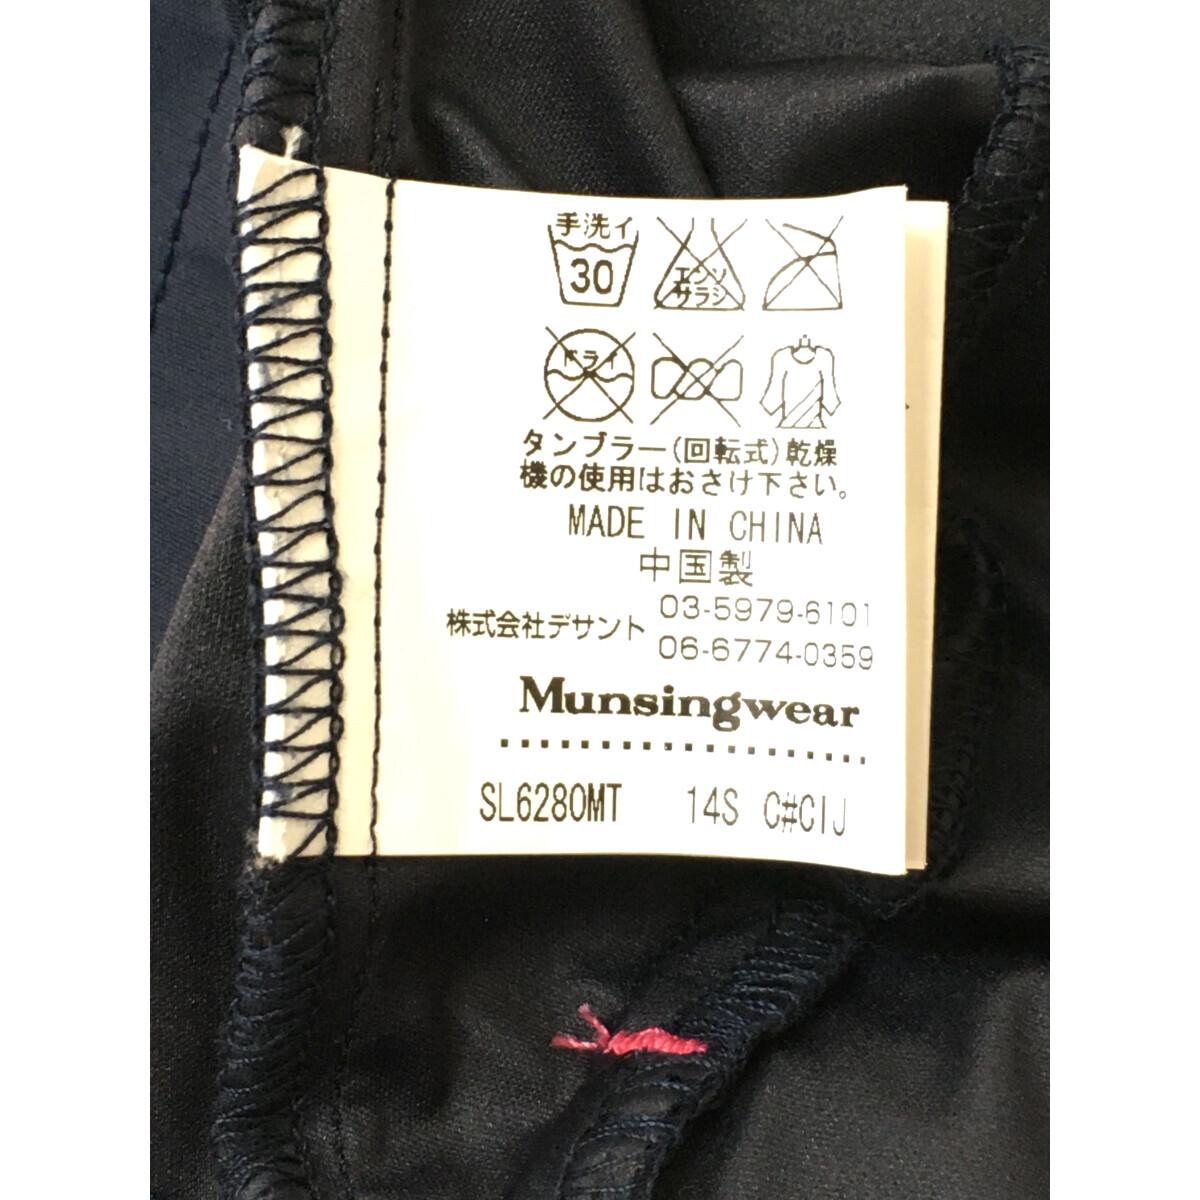 手洗イ
30
エンソ
サラシ
ドライ
タンブラー(回転式)乾燥
機の使用はおさけ下さい。
MADE IN CHINA
中国製
株式会社デサント 03-5979-6101
06-6774-0359
Munsingwear
SL6280MT 14S C#CIJ